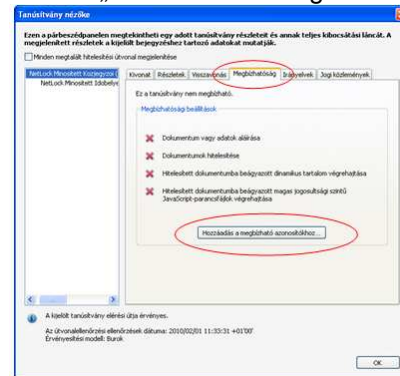 Tanúsítvány nézőke
Ezen a párbeszédpanelen megtekintheti egy adott tanúsítvány részleteit és annak teljes kibocsátási láncát. A
megjelenített részletek a kijelölt bejegyzéshez tartozó adatokat mutatják.
Minden megtalált hitelesítési útvonal megjelenítése
NetLock Minositett Kozjegyzoi (
NetLock Minositett Idobelye
Kivonat Részletek Visszavonás Megbízhatóság Irányelvek Jogi közlemények
Ez a tanúsítvány nem megbízható.
Megbízhatósági beállítások
Dokumentum vagy adatok aláírása
Dokumentumok hitelesítése
Hitelesített dokumentumba beágyazott dinamikus tartalom végrehajtása
Hitelesített dokumentumba beágyazott magas jogosultsági szintű
JavaScript-parancsfájlok végrehajtása
Hozzáadás a megbízható azonosítókhoz...
A kijelölt tanúsítvány elérési útja érvényes.
Az útvonalellenőrzési ellenőrzések dátuma: 2010/02/01 11:33:31 +01'00'
Érvényesítési modell: Burok
OK